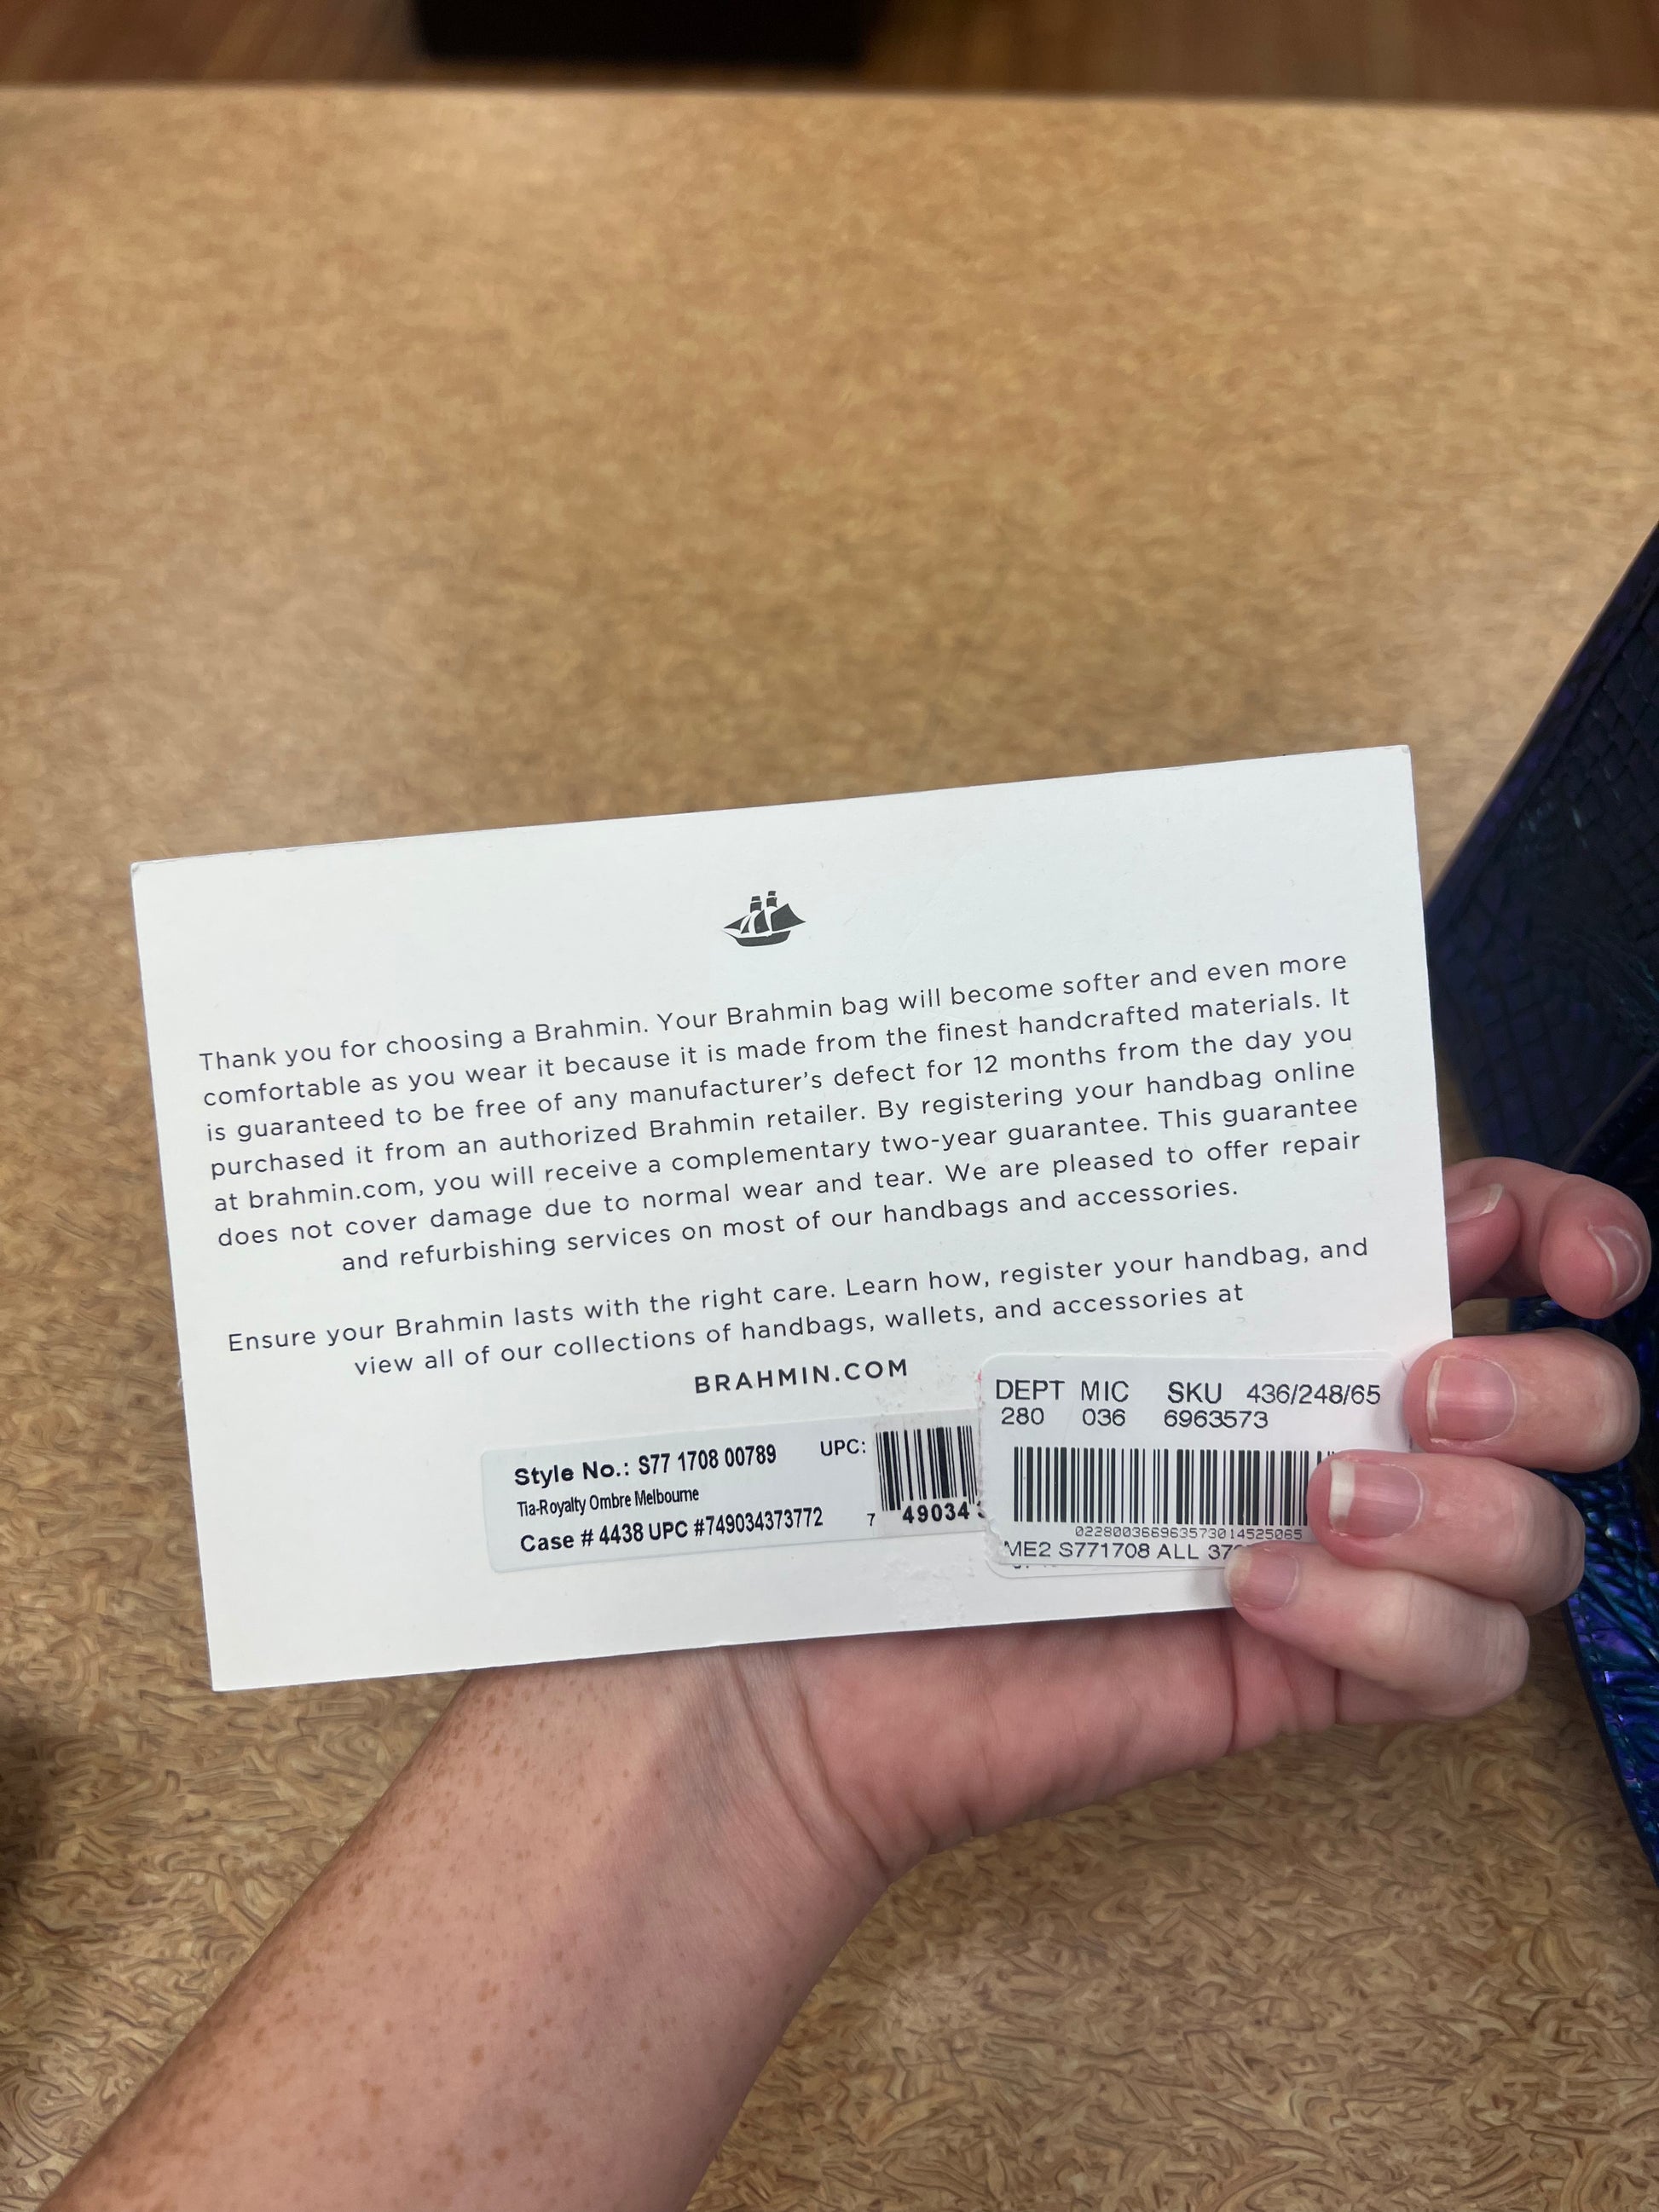 Thank you for choosing a Brahmin. Your Brahmin bag will become softer and even more
comfortable as you wear it because it is made from the finest handcrafted materials. It
is guaranteed to be free of any manufacturer's defect for 12 months from the day you
purchased it from an authorized Brahmin retailer. By registering your handbag online
at brahmin.com, you will receive a complementary two-year guarantee. This guarantee
does not cover damage due to normal wear and tear. We are pleased to offer repair
and refurbishing services on most of our handbags and accessories.
Ensure your Brahmin lasts with the right care. Learn how, register your handbag, and
view all of our collections of handbags, wallets, and accessories at
BRAHMIN.COM
Style No.: S77 1708 00789 UPC:
Tia-Royalty Ombre Melbourne
Case # 4438 UPC #749034373772
7 49034
DEPT MIC SKU 436/248/65
280 036 6963573
022800366963573014525065
ME2 S771708 ALL